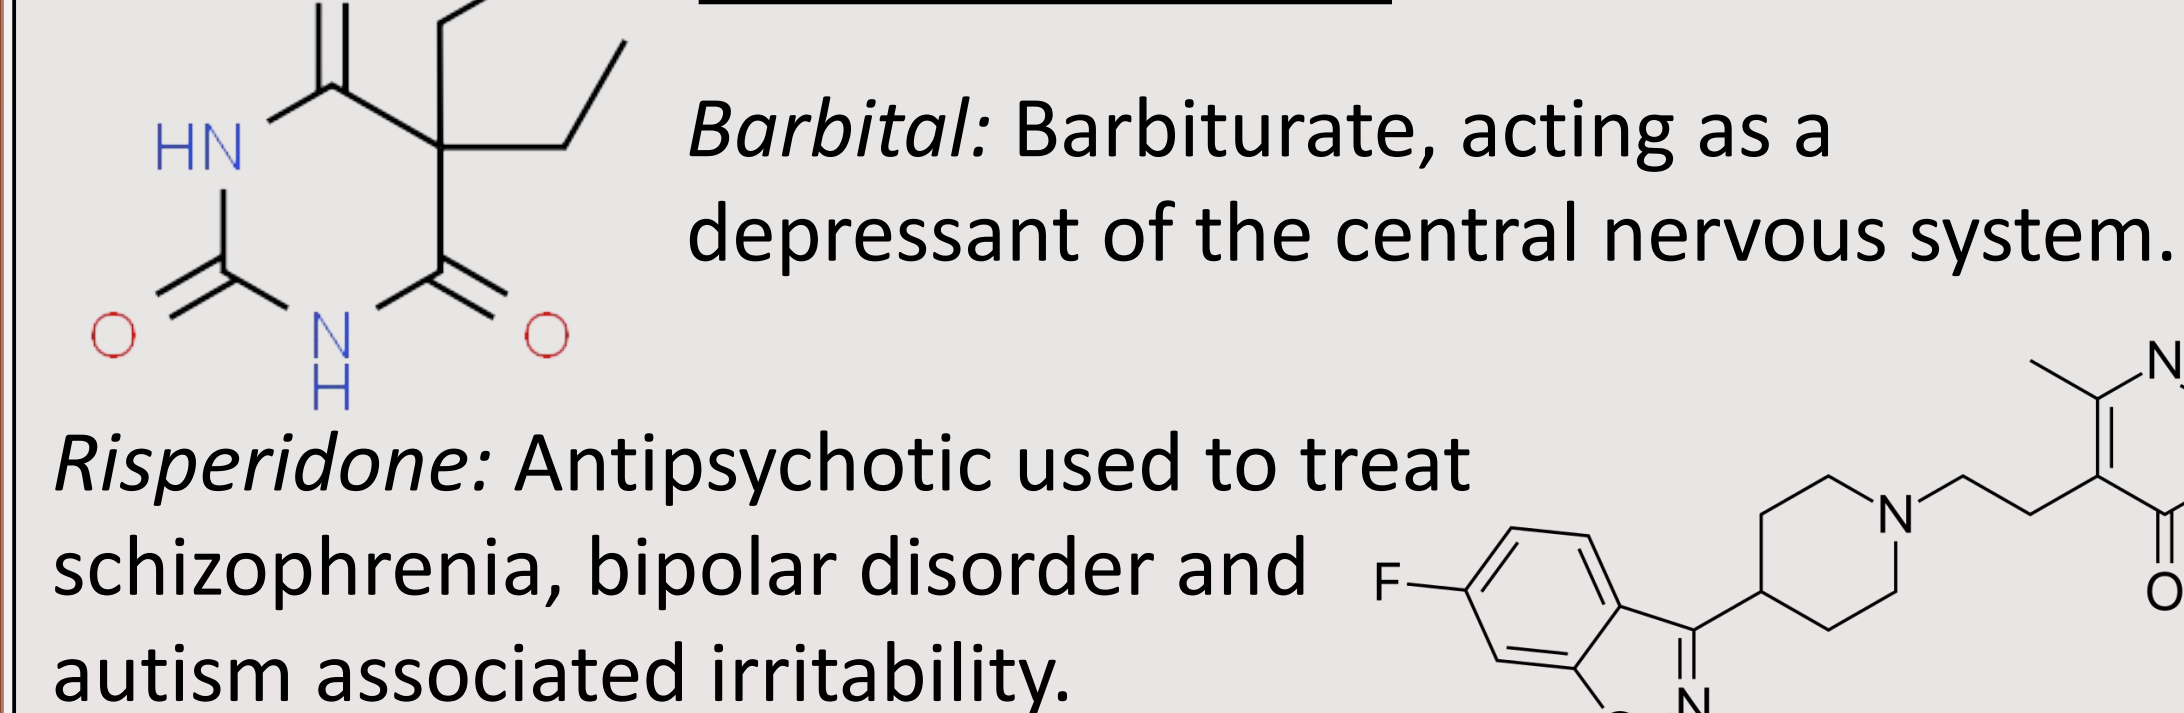 Barbital: Barbiturate, acting as a
depressant of the central nervous system.
HN
O
N
H
O
Risperidone: Antipsychotic used to treat
schizophrenia, bipolar disorder and
autism associated irritability.
N
N
O
F
N